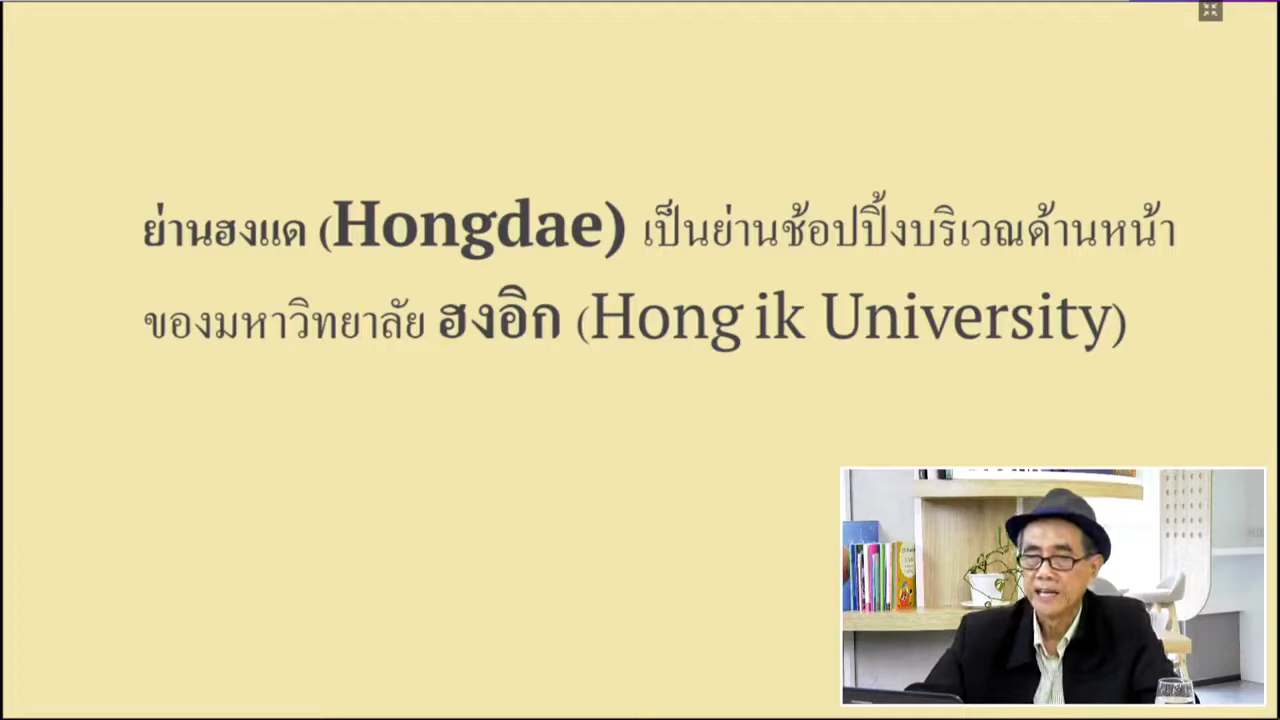 ย่านฮงแด (Hongdae) เป็นย่านช้อปปิ้งบริเวณด้านหน้า
ของมหาวิทยาลัย ฮงอิก (Hong ik University)